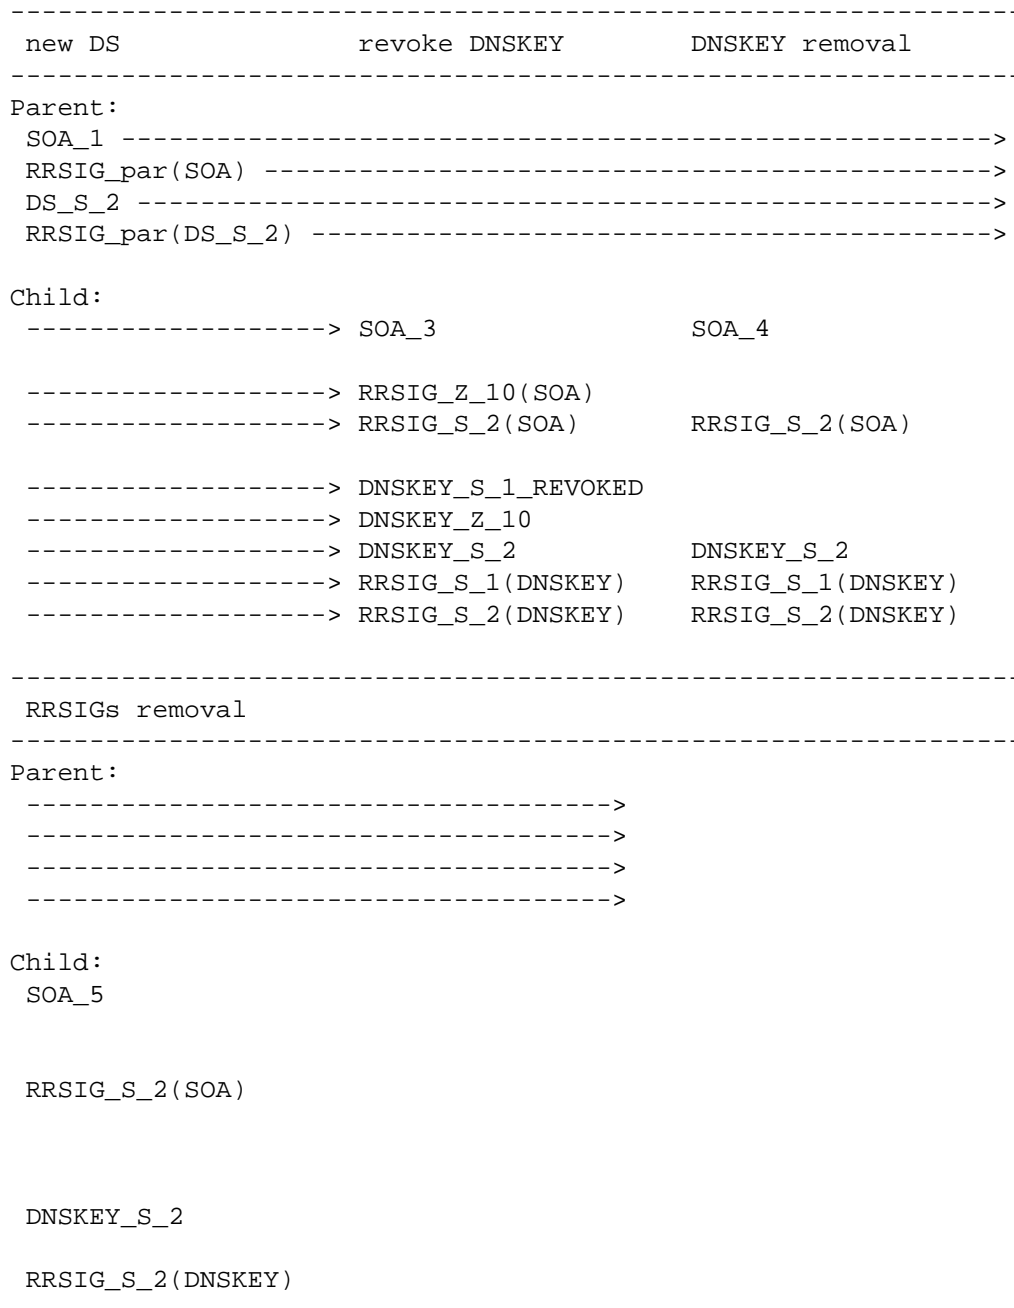 ----------------------------------------------------------------
 new DS               revoke DNSKEY        DNSKEY removal
----------------------------------------------------------------
Parent:
 SOA_1 ------------------------------------------------------->
 RRSIG_par(SOA) ---------------------------------------------->
 DS_S_2 ------------------------------------------------------>
 RRSIG_par(DS_S_2) ------------------------------------------->

Child:
 -------------------> SOA_3                SOA_4

 -------------------> RRSIG_Z_10(SOA)
 -------------------> RRSIG_S_2(SOA)       RRSIG_S_2(SOA)

 -------------------> DNSKEY_S_1_REVOKED
 -------------------> DNSKEY_Z_10
 -------------------> DNSKEY_S_2           DNSKEY_S_2
 -------------------> RRSIG_S_1(DNSKEY)    RRSIG_S_1(DNSKEY)
 -------------------> RRSIG_S_2(DNSKEY)    RRSIG_S_2(DNSKEY)

----------------------------------------------------------------
 RRSIGs removal
----------------------------------------------------------------
Parent:
 ------------------------------------->
 ------------------------------------->
 ------------------------------------->
 ------------------------------------->

Child:
 SOA_5

 RRSIG_S_2(SOA)

 DNSKEY_S_2

 RRSIG_S_2(DNSKEY)